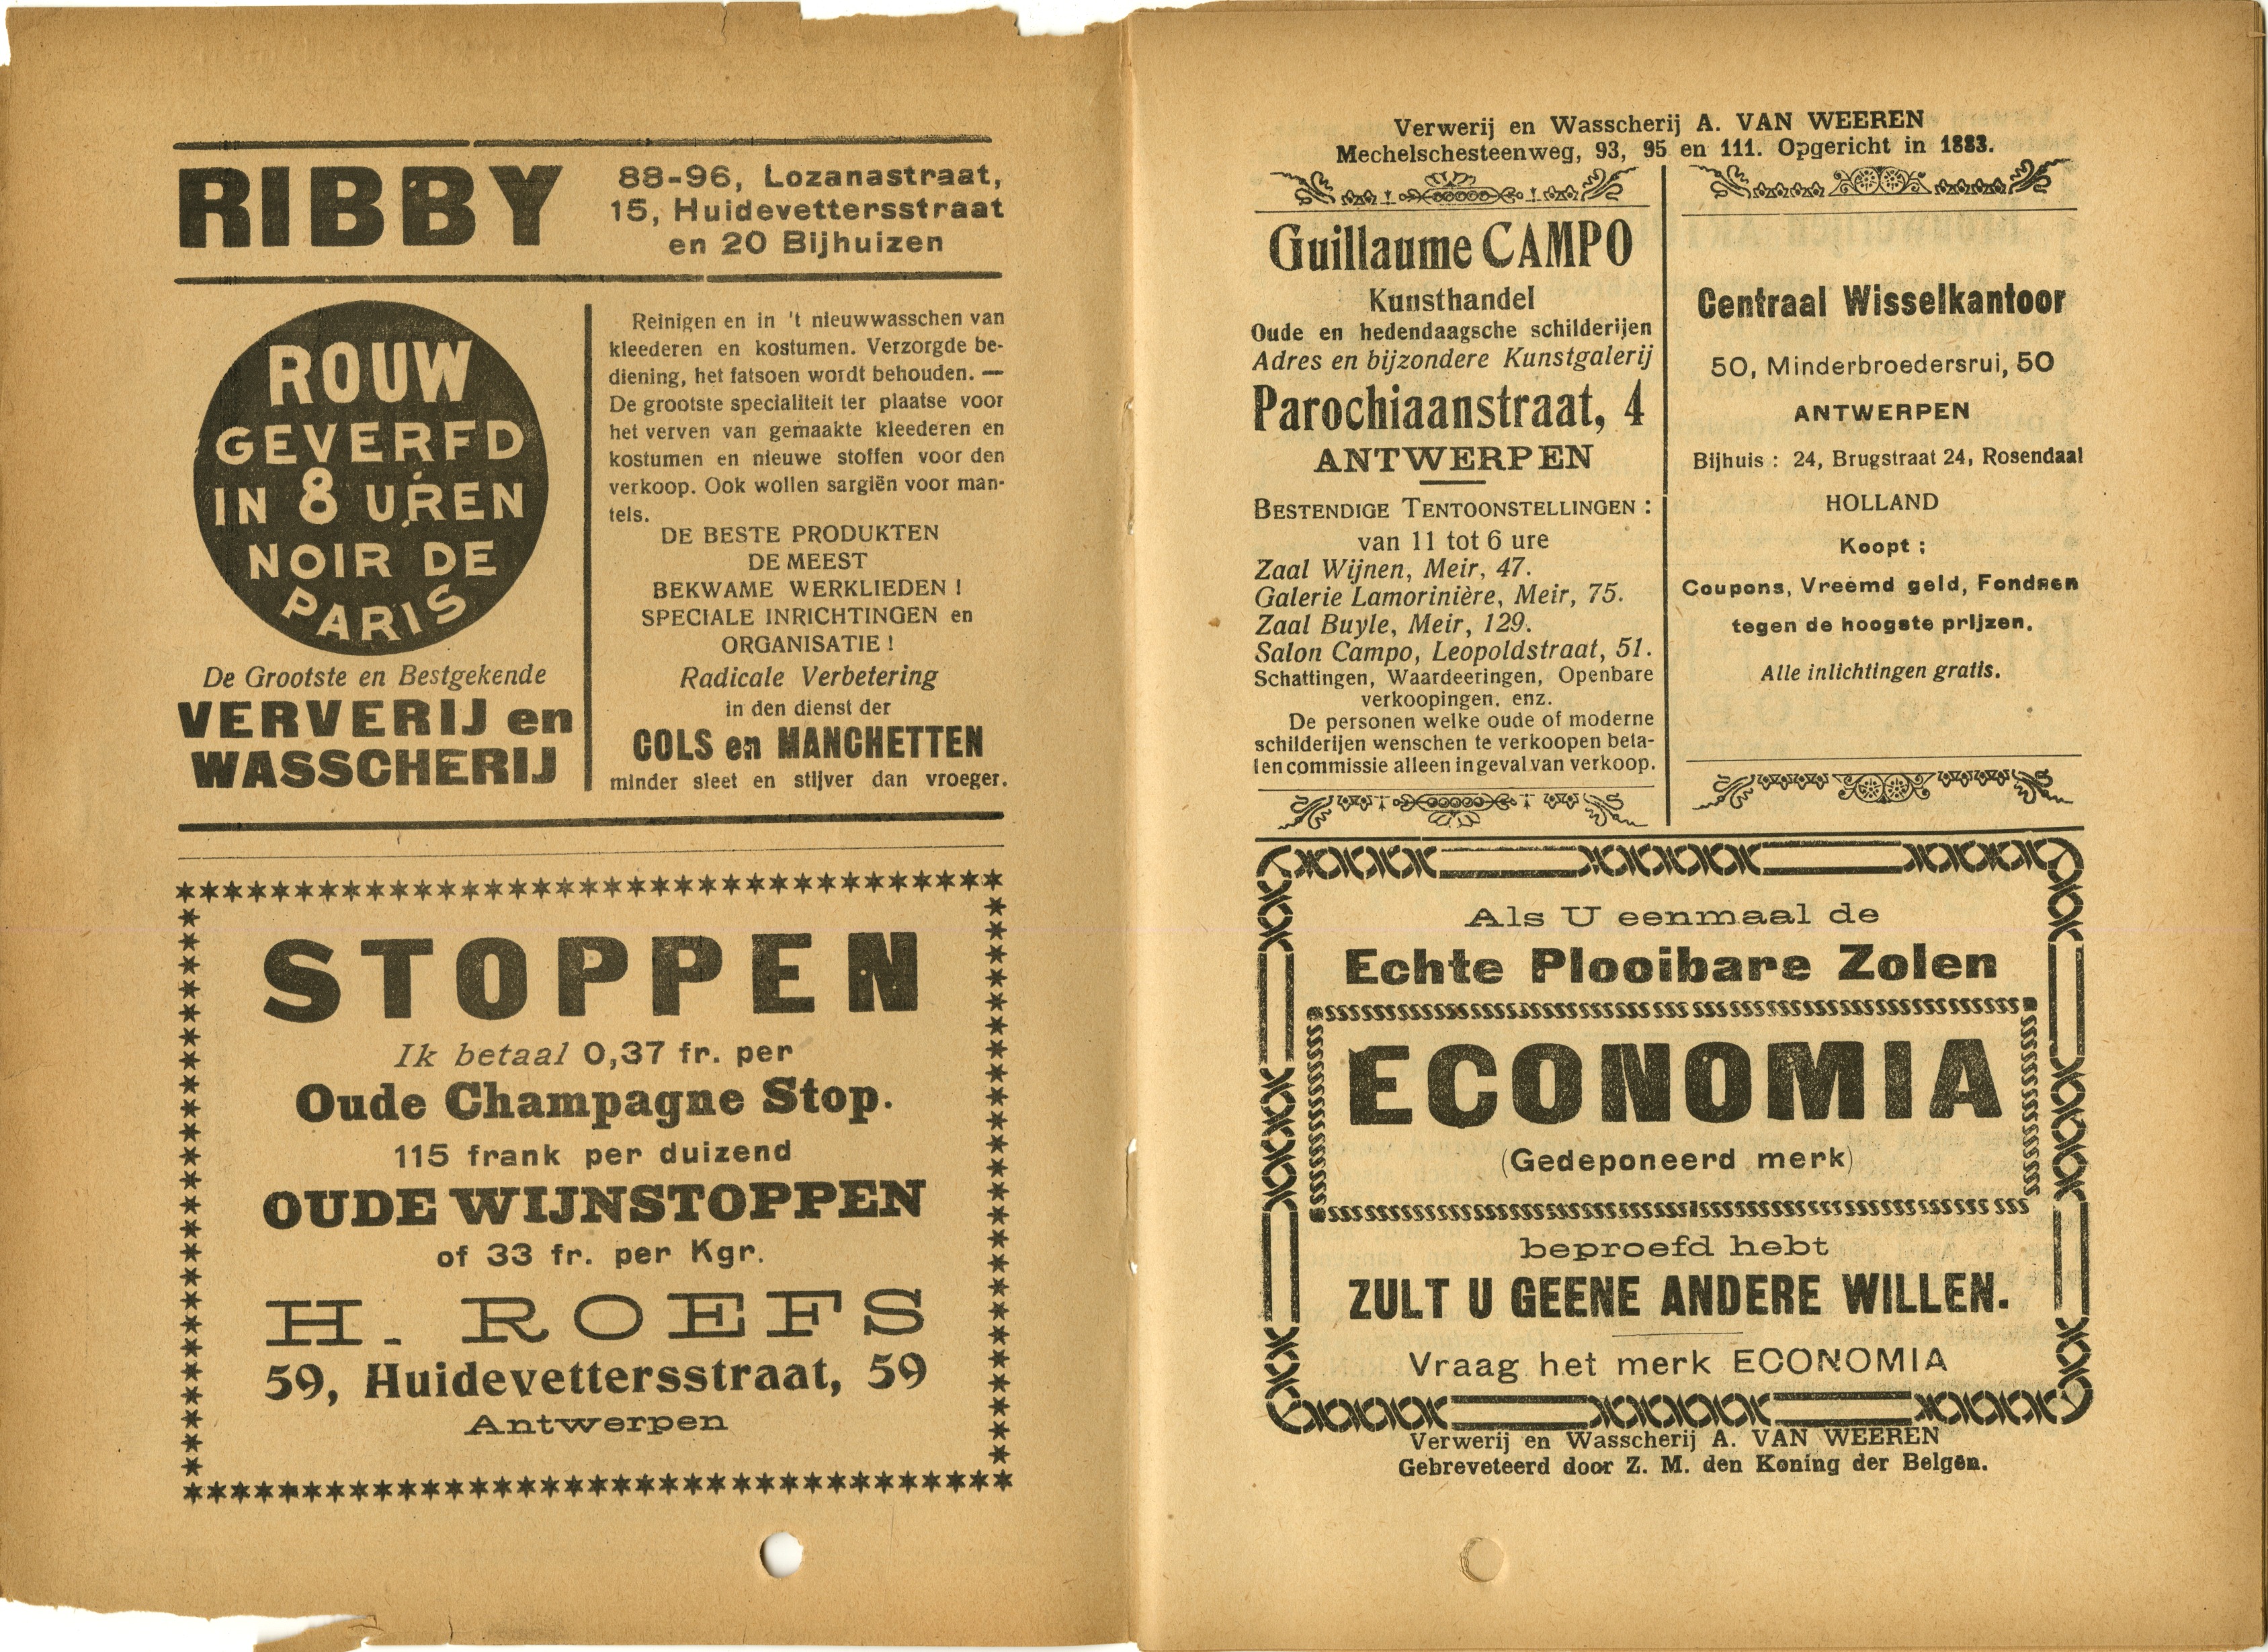 RIBBY
88-96, Lozanastraat,
15, Huidevettersstraat
en 20 Bijhuizen
ROUW
GEVERFD
IN 8 UREN
NOIR DE
PARIS
De Grootste en Bestgekende
VERVERIJ en
WASSCHERIJ
Reinigen en in 't nieuwwasschen van
kleederen en kostumen. Verzorgde be-
diening, het fatsoen wordt behouden. —
De grootste specialiteit ter plaatse voor
het verven van gemaakte kleederen en
kostumen en nieuwe stoffen voor den
verkoop. Ook wollen sargiën voor man-
tels.
DE BESTE PRODUKTEN
DE MEEST
BEKWAME WERKLIEDEN !
SPECIALE INRICHTINGEN en
ORGANISATIE !
Radicale Verbetering
in den dienst der
COLS en MANCHETTEN
minder sleet en stijver dan vroeger.
STOPPEN
Ik betaal 0,37 fr. per
Oude Champagne Stop.
115 frank per duizend
OUDE WIJNSTOPPEN
of 33 fr. per Kgr.
H. ROEFS
59, Huidevettersstraat, 59
Antwerpen
Verwerij en Wasscherij A. VAN WEEREN
Mechelschesteenweg, 93, 95 en 111. Opgericht in 1883.
Guillaume CAMPO
Kunsthandel
Oude en hedendaagsche schilderijen
Adres en bijzondere Kunstgalerij
Parochiaanstraat, 4
ANTWERPEN
BESTENDIGE TENTOONSTELLINGEN :
van 11 tot 6 ure
Zaal Wijnen, Meir, 47.
Galerie Lamorinière, Meir, 75.
Zaal Buyle, Meir, 129.
Salon Campo, Leopoldstraat, 51.
Schattingen, Waardeeringen, Openbare
verkoopingen, enz.
De personen welke oude of moderne
schilderijen wenschen te verkoopen beta-
len commissie alleen in geval van verkoop.
Centraal Wisselkantoor
50, Minderbroedersrui, 50
ANTWERPEN
Bijhuis : 24, Brugstraat 24, Rosendaal
HOLLAND
Koopt ;
Coupons, Vreemd geld, Fondsen
tegen de hoogste prijzen.
Alle inlichtingen gratis.
Als U eenmaal de
Echte Plooibare Zolen
ECONOMIA
(Gedeponeerd merk)
beproefd hebt
ZULT U GEENE ANDERE WILLEN.
Vraag het merk ECONOMIA
Verwerij en Wasscherij A. VAN WEEREN
Gebreveteerd door Z. M. den Koning der Belgen.